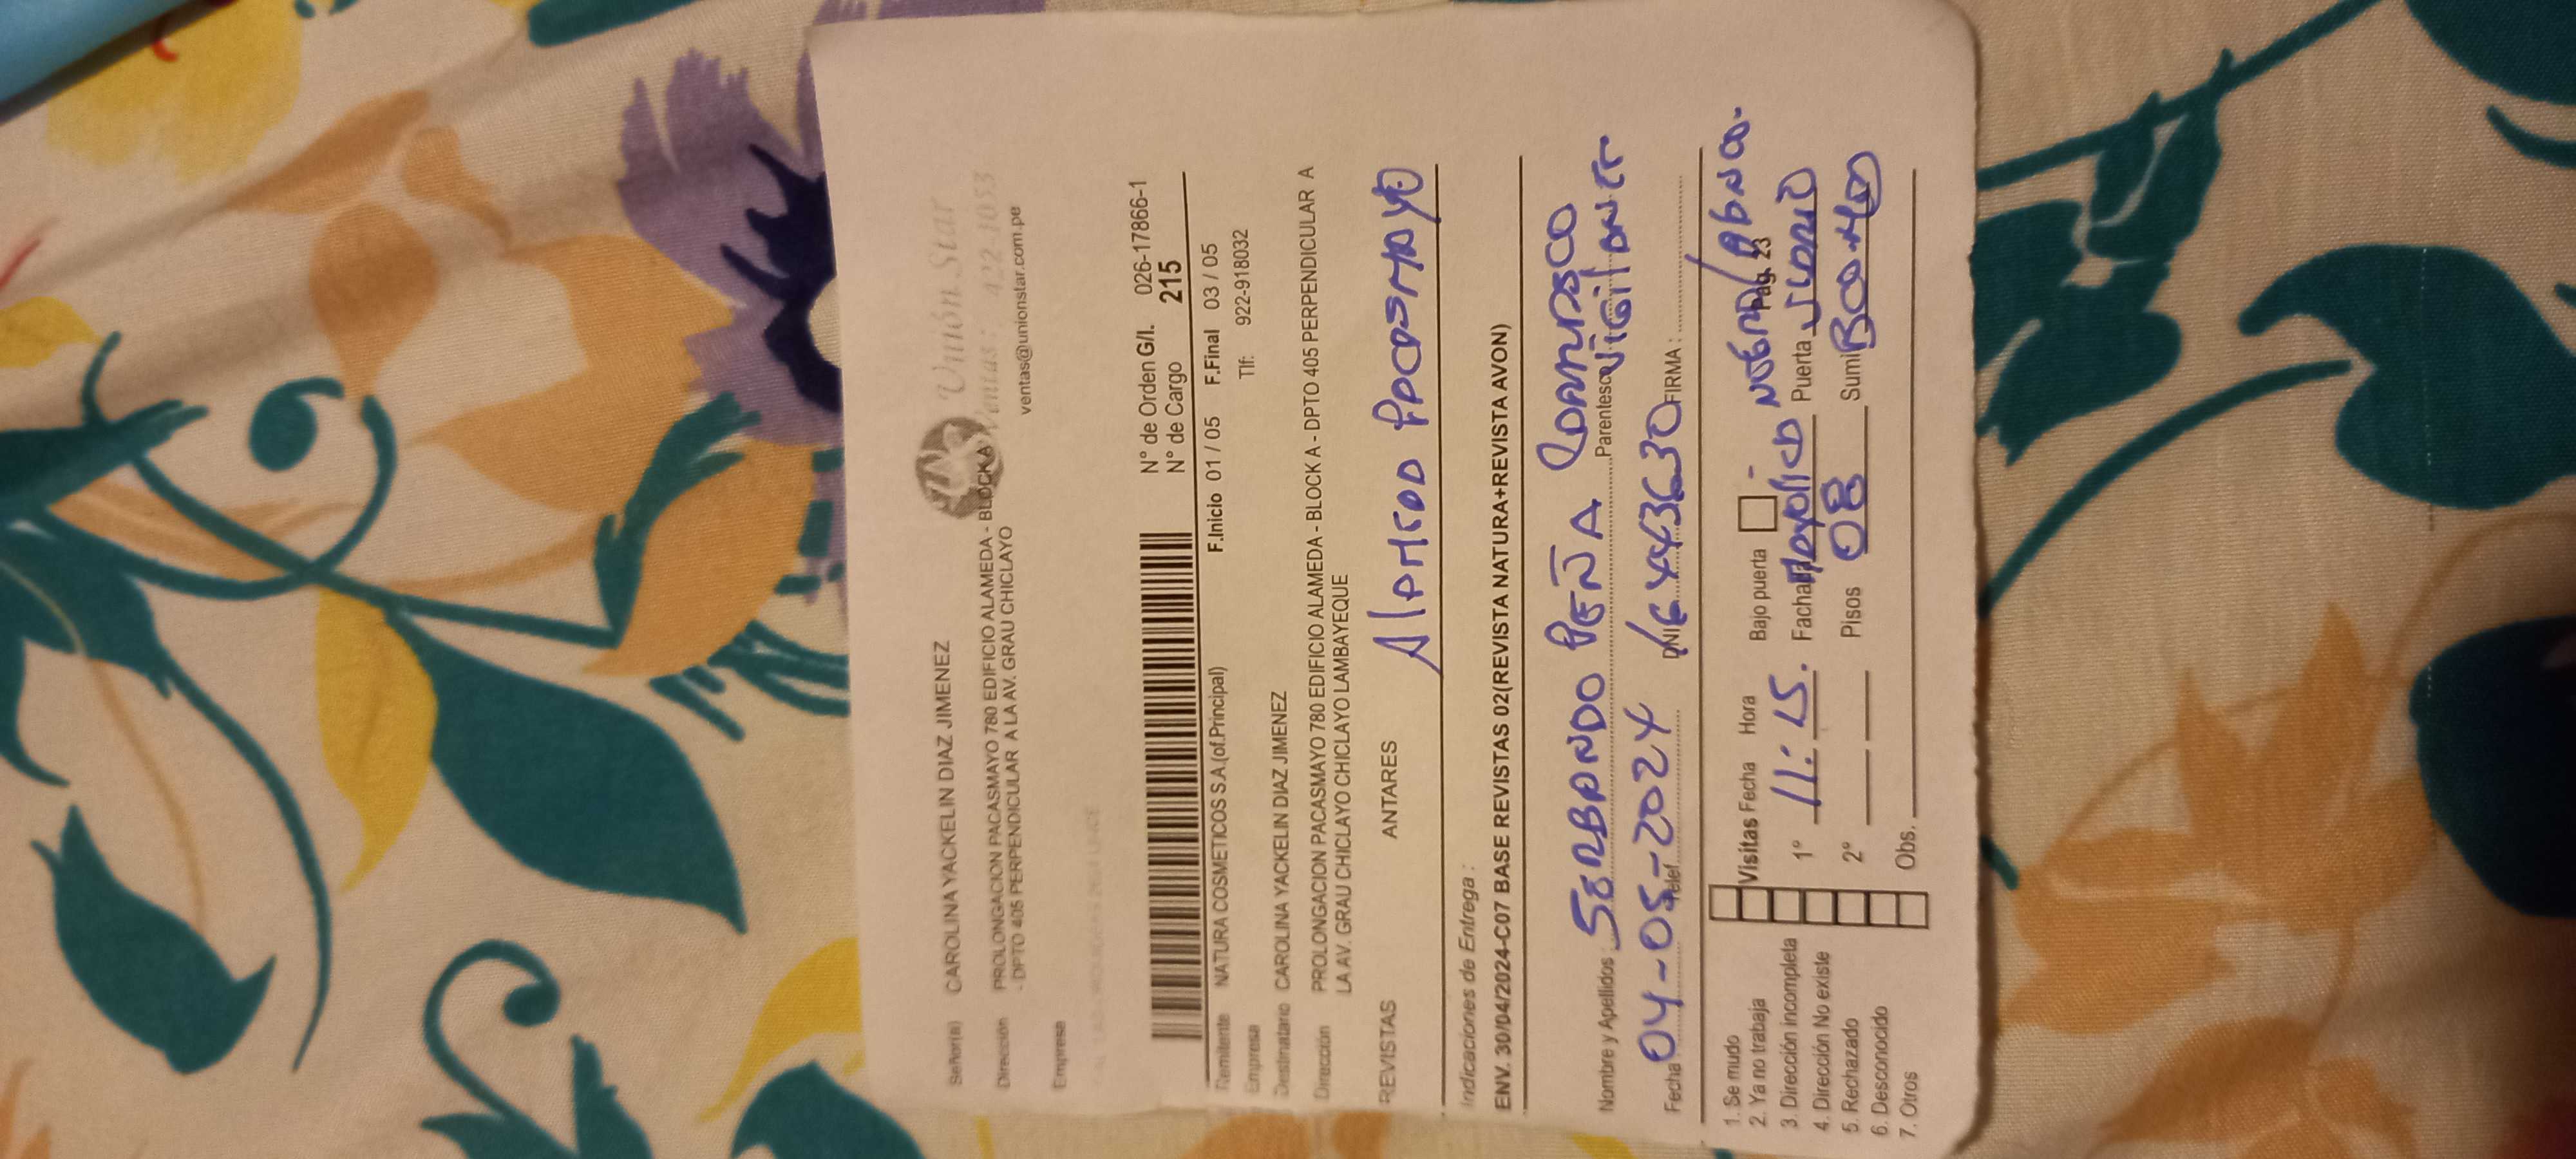 Unión Star
Ventas: 422 1053
ventas@unionstar.com.pe
Señor(a) CAROLINA YACKELIN DIAZ JIMENEZ
Dirección PROLONGACION PACASMAYO 780 EDIFICIO ALAMEDA - BLOCK A
- DPTO 405 PERPENDICULAR A LA AV. GRAU CHICLAYO
Empresa
N° de Orden G/I. 026-17866-1
N° de Cargo 215
Remitente NATURA COSMETICOS S.A.(of.Principal) F.Inicio 01 / 05 F.Final 03 / 05
Empresa Tlf: 922-918032
Destinatario CAROLINA YACKELIN DIAZ JIMENEZ
Dirección PROLONGACION PACASMAYO 780 EDIFICIO ALAMEDA - BLOCK A - DPTO 405 PERPENDICULAR A
LA AV. GRAU CHICLAYO CHICLAYO LAMBAYEQUE
REVISTAS ANTARES PACASMAYO
Indicaciones de Entrega :
ENV. 30/04/2024-C07 BASE REVISTAS 02(REVISTA NATURA+REVISTA AVON)
Nombre y Apellidos : SERBANDO PEÑA Parentesco VIGILANTE
Fecha 04-05-2024 Telef. DNI FIRMA :
1. Se mudo
2. Ya no trabaja
3. Dirección incompleta
4. Dirección No existe
5. Rechazado
6. Desconocido
7. Otros
Visitas Fecha Hora Bajo puerta Pag. 23
1° 11:15. Fachada Puerta
2° Pisos 08 Sumi
Obs.